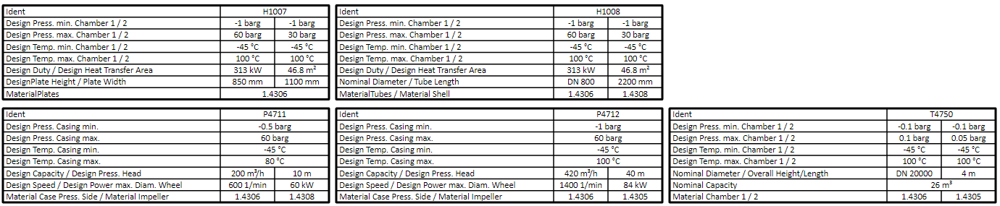 Ident H1007
Design Press. min. Chamber 1 / 2 -1 barg -1 barg
Design Press. max. Chamber 1 / 2 60 barg 30 barg
Design Temp. min. Chamber 1 / 2 -45 °C -45 °C
Design Temp. max. Chamber 1 / 2 100 °C 100 °C
Design Duty / Design Heat Transfer Area 313 kW 46.8 m²
DesignPlate Height / Plate Width 850 mm 1100 mm
MaterialPlates 1.4306
Ident H1008
Design Press. min. Chamber 1 / 2 -1 barg -1 barg
Design Press. max. Chamber 1 / 2 60 barg 30 barg
Design Temp. min. Chamber 1 / 2 -45 °C -45 °C
Design Temp. max. Chamber 1 / 2 100 °C 100 °C
Design Duty / Design Heat Transfer Area 313 kW 46.8 m²
Nominal Diameter / Tube Length DN 800 2200 mm
MaterialTubes / Material Shell 1.4306 1.4308
Ident P4711
Design Press. Casing min. -0.5 barg
Design Press. Casing max. 60 barg
Design Temp. Casing min. -45 °C
Design Temp. Casing max. 80 °C
Design Capacity / Design Press. Head 200 m³/h 10 m
Design Speed / Design Power max. Diam. Wheel 600 1/min 60 kW
Material Case Press. Side / Material Impeller 1.4306 1.4308
Ident P4712
Design Press. Casing min. -1 barg
Design Press. Casing max. 60 barg
Design Temp. Casing min. -45 °C
Design Temp. Casing max. 100 °C
Design Capacity / Design Press. Head 420 m³/h 40 m
Design Speed / Design Power max. Diam. Wheel 1400 1/min 84 kW
Material Case Press. Side / Material Impeller 1.4306 1.4305
Ident T4750
Design Press. min. Chamber 1 / 2 -0.1 barg -0.1 barg
Design Press. max. Chamber 1 / 2 0.1 barg 0.05 barg
Design Temp. min. Chamber 1 / 2 -45 °C -45 °C
Design Temp. max. Chamber 1 / 2 100 °C 100 °C
Nominal Diameter / Overall Height/Length DN 20000 4 m
Nominal Capacity 26 m³
Material Chamber 1 / 2 1.4306 1.4305